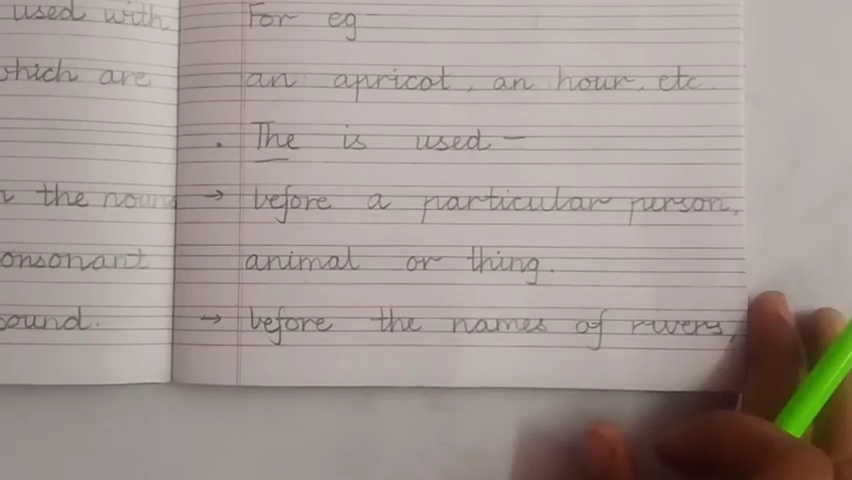 used with
which are
the noun
onsonant
ound.
For eg
an apricot, an hour, etc.
. The is used -
→ before a particular person,
animal or thing.
→ before the names of rivers,